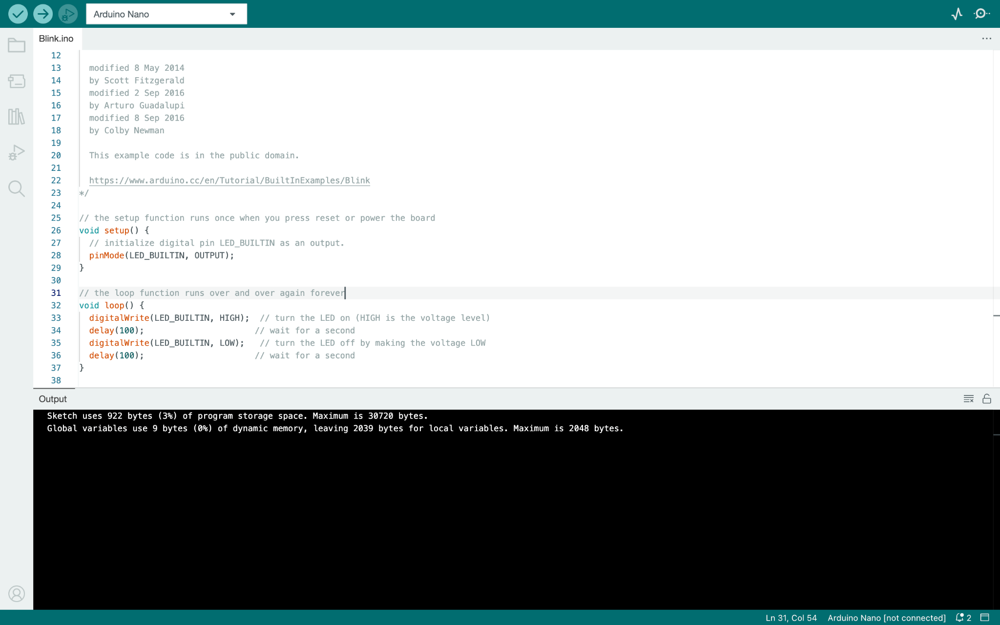 Arduino Nano
Blink.ino
12
13 modified 8 May 2014
14 by Scott Fitzgerald
15 modified 2 Sep 2016
16 by Arturo Guadalupi
17 modified 8 Sep 2016
18 by Colby Newman
19
20 This example code is in the public domain.
21
22 https://www.arduino.cc/en/Tutorial/BuiltInExamples/Blink
23 */
24
25 // the setup function runs once when you press reset or power the board
26 void setup() {
27 // initialize digital pin LED_BUILTIN as an output.
28 pinMode(LED_BUILTIN, OUTPUT);
29 }
30
31 // the loop function runs over and over again forever
32 void loop() {
33 digitalWrite(LED_BUILTIN, HIGH);  // turn the LED on (HIGH is the voltage level)
34 delay(100);                      // wait for a second
35 digitalWrite(LED_BUILTIN, LOW);   // turn the LED off by making the voltage LOW
36 delay(100);                      // wait for a second
37 }
38
Output
Sketch uses 922 bytes (3%) of program storage space. Maximum is 30720 bytes.
Global variables use 9 bytes (0%) of dynamic memory, leaving 2039 bytes for local variables. Maximum is 2048 bytes.
Ln 31, Col 54 Arduino Nano [not connected] 2